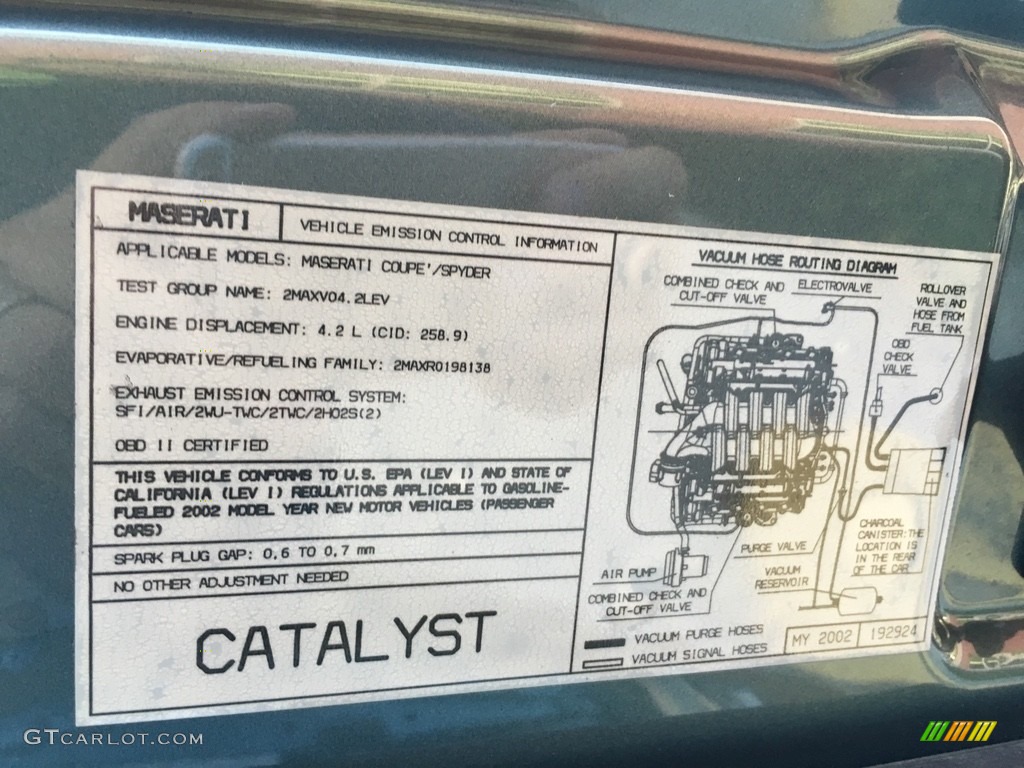 MASERATI
VEHICLE EMISSION CONTROL INFORMATION
APPLICABLE MODELS: MASERATI COUPE'/SPYDER
TEST GROUP NAME: 2MAXV04.2LEV
ENGINE DISPLACEMENT: 4.2 L (CID: 258.9)
EVAPORATIVE/REFUELING FAMILY: 2MAXR0198138
EXHAUST EMISSION CONTROL SYSTEM:
SFI/AIR/2WU-TWC/2TWC/2HO2S(2)
OBD II CERTIFIED
THIS VEHICLE CONFORMS TO U.S. EPA (LEV I) AND STATE OF
CALIFORNIA (LEV I) REGULATIONS APPLICABLE TO GASOLINE-
FUELED 2002 MODEL YEAR NEW MOTOR VEHICLES (PASSENGER
CARS)
SPARK PLUG GAP: 0,6 TO 0,7 mm
NO OTHER ADJUSTMENT NEEDED
CATALYST
VACUUM HOSE ROUTING DIAGRAM
COMBINED CHECK AND
CUT-OFF VALVE
ELECTROVALVE
ROLLOVER
VALVE AND
HOSE FROM
FUEL TANK
OBD
CHECK
VALVE
CHARCOAL
CANISTER:THE
LOCATION IS
IN THE REAR
OF THE CAR
PURGE VALVE
VACUUM
RESERVOIR
AIR PUMP
COMBINED CHECK AND
CUT-OFF VALVE
VACUUM PURGE HOSES
VACUUM SIGNAL HOSES
MY 2002
192924
GTCARLOT.COM